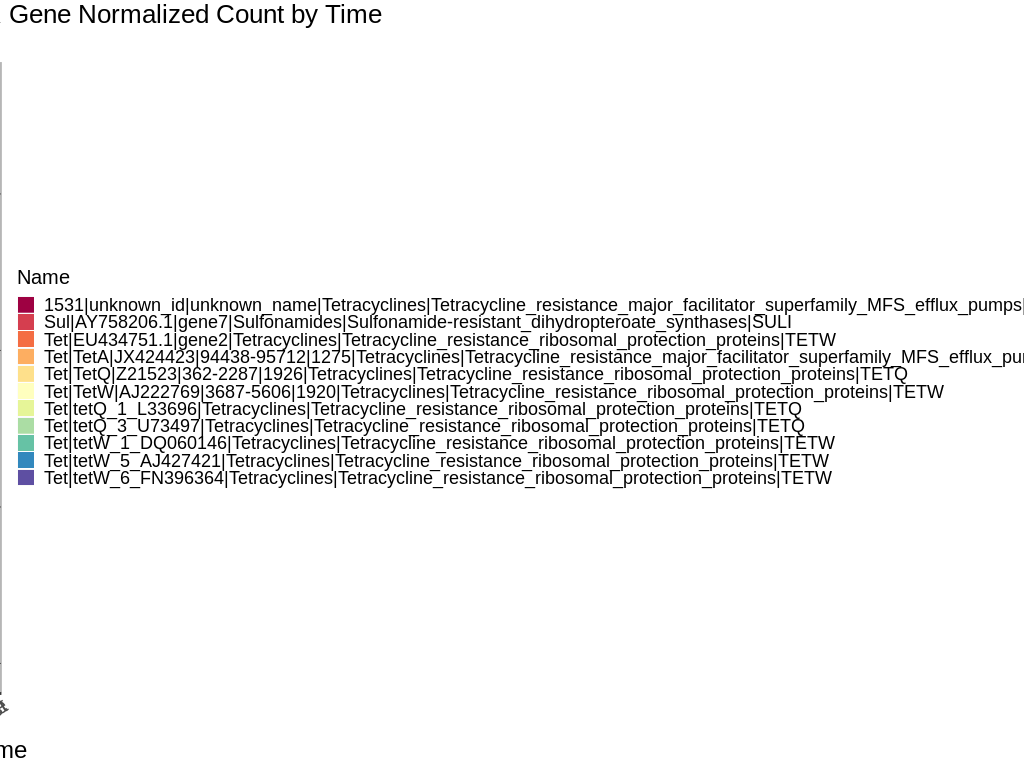 Gene Normalized Count by Time
Name
1531|unknown_id|unknown_name|Tetracyclines|Tetracycline_resistance_major_facilitator_superfamily_MFS_efflux_pumps|
Sul|AY758206.1|gene7|Sulfonamides|Sulfonamide-resistant_dihydropteroate_synthases|SULI
Tet|EU434751.1|gene2|Tetracyclines|Tetracycline_resistance_ribosomal_protection_proteins|TETW
Tet|TetA|JX424423|94438-95712|1275|Tetracyclines|Tetracycline_resistance_major_facilitator_superfamily_MFS_efflux_pu
Tet|TetQ|Z21523|362-2287|1926|Tetracyclines|Tetracycline_resistance_ribosomal_protection_proteins|TETQ
Tet|TetW|AJ222769|3687-5606|1920|Tetracyclines|Tetracycline_resistance_ribosomal_protection_proteins|TETW
Tet|tetQ_1_L33696|Tetracyclines|Tetracycline_resistance_ribosomal_protection_proteins|TETQ
Tet|tetQ_3_U73497|Tetracyclines|Tetracycline_resistance_ribosomal_protection_proteins|TETQ
Tet|tetW_1_DQ060146|Tetracyclines|Tetracycline_resistance_ribosomal_protection_proteins|TETW
Tet|tetW_5_AJ427421|Tetracyclines|Tetracycline_resistance_ribosomal_protection_proteins|TETW
Tet|tetW_6_FN396364|Tetracyclines|Tetracycline_resistance_ribosomal_protection_proteins|TETW
me